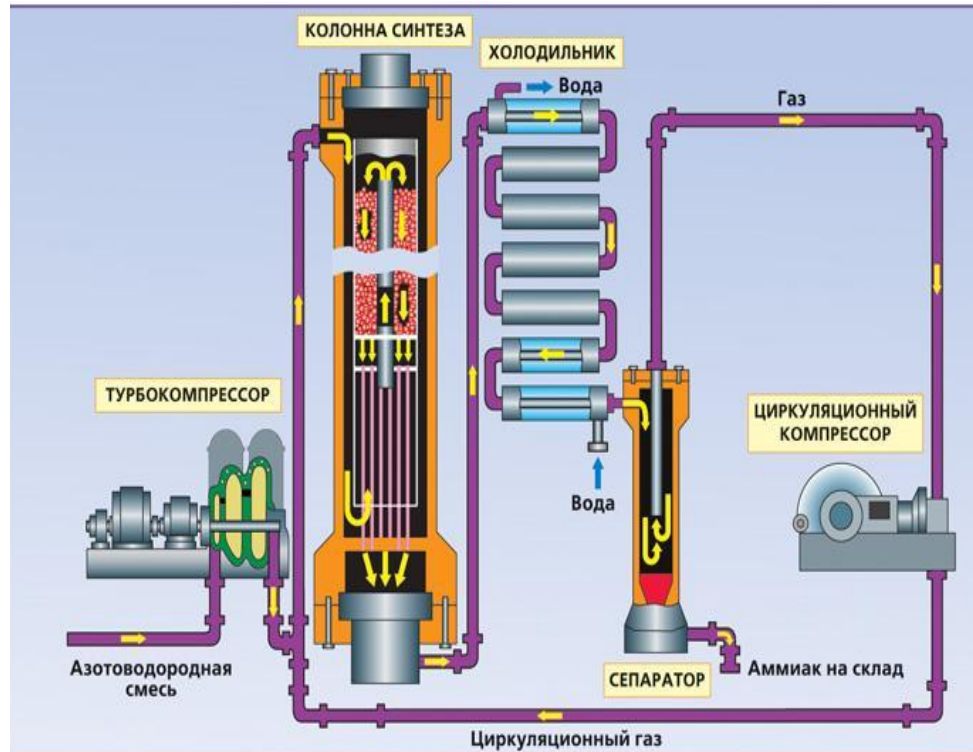 КОЛОННА СИНТЕЗА
ХОЛОДИЛЬНИК
Вода
Газ
ТУРБОКОМПРЕССОР
ЦИРКУЛЯЦИОННЫЙ
КОМПРЕССОР
Вода
Азотоводородная
смесь
СЕПАРАТОР
Аммиак на склад
Циркуляционный газ